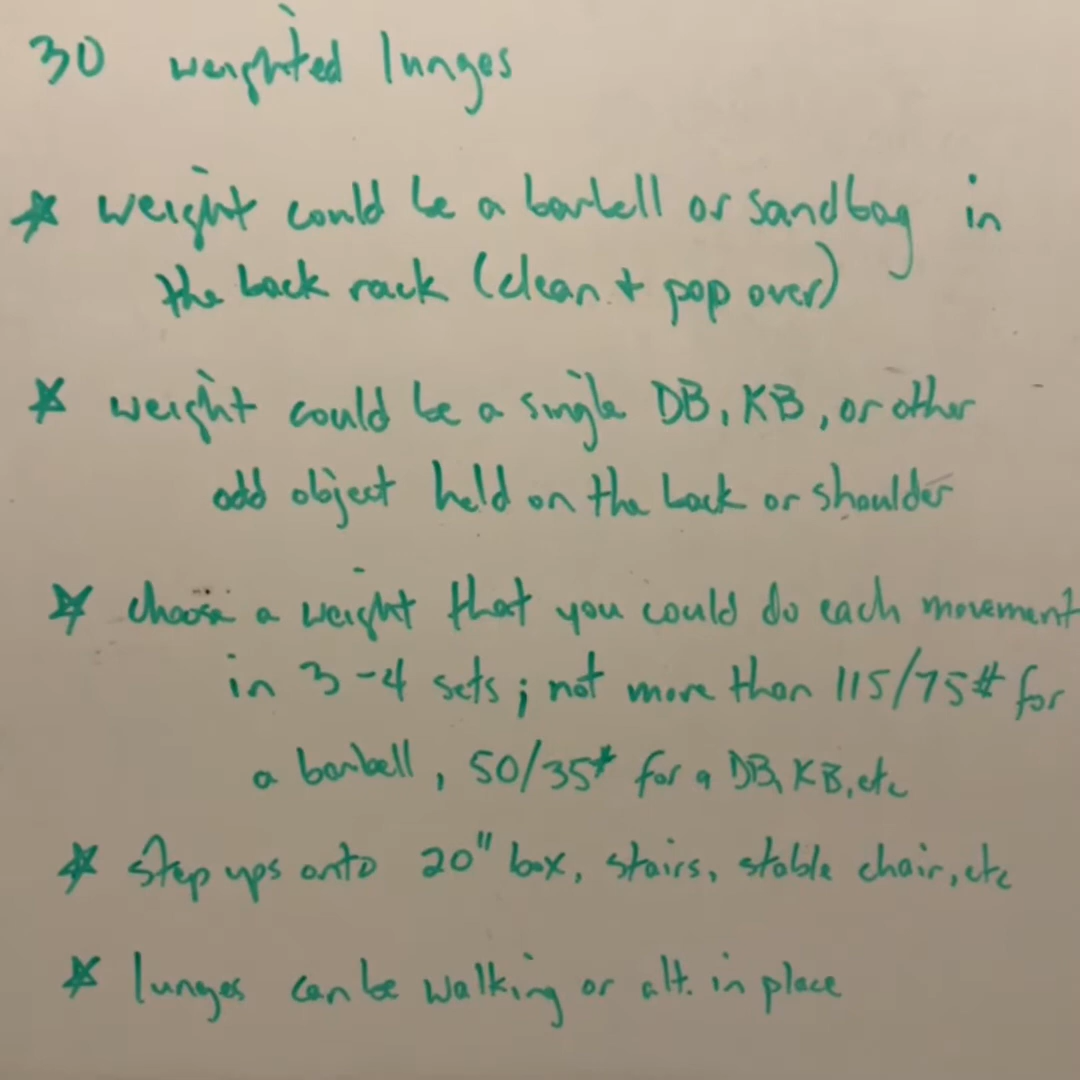 30 weighted lunges
* weight could be a barbell or sandbag in
the back rack (clean + pop over)
* weight could be a single DB, KB, or other
odd object held on the back or shoulder
* choose a weight that you could do each movement
in 3-4 sets; not more than 115/75# for
a barbell, 50/35# for a DB, KB, etc
* Step ups onto 20" box, stairs, stable chair, etc
* lunges can be walking or alt. in place